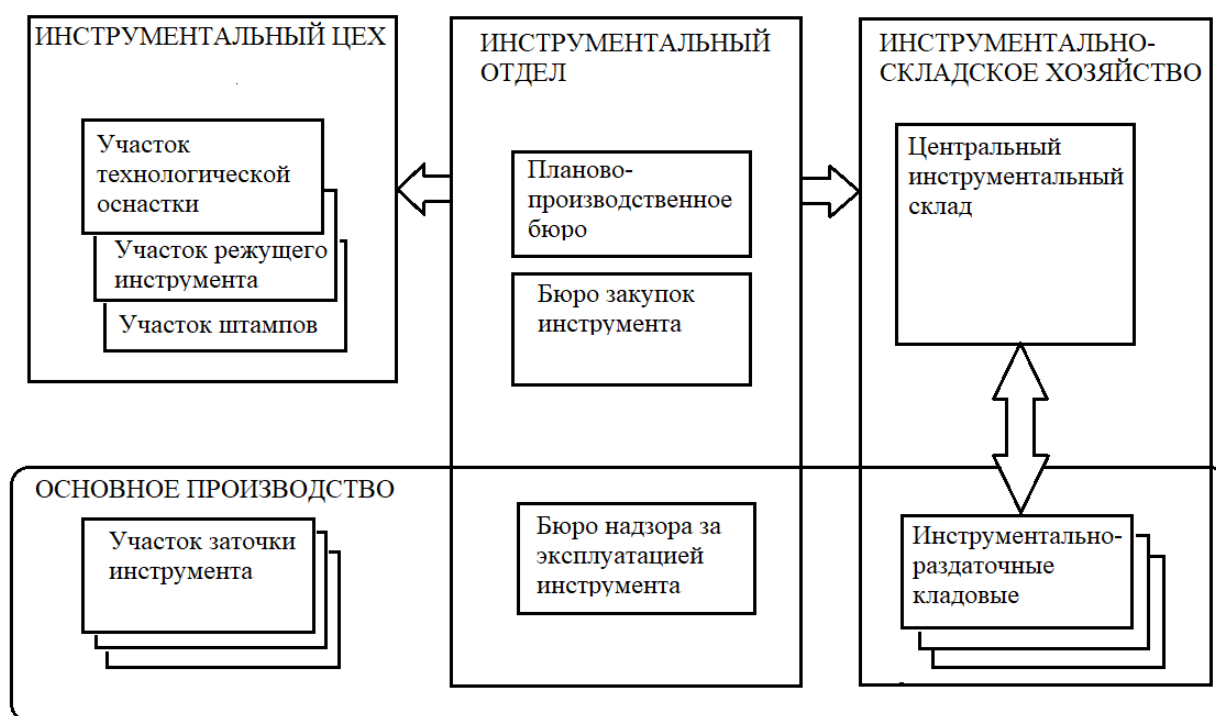 ИНСТРУМЕНТАЛЬНЫЙ ЦЕХ
Участок
технологической
оснастки
Участок режущего
инструмента
Участок штампов
ИНСТРУМЕНТАЛЬНЫЙ
ОТДЕЛ
Планово-
производственное
бюро
Бюро закупок
инструмента
ИНСТРУМЕНТАЛЬНО-
СКЛАДСКОЕ ХОЗЯЙСТВО
Центральный
инструментальный
склад
ОСНОВНОЕ ПРОИЗВОДСТВО
Участок заточки
инструмента
Бюро надзора за
эксплуатацией
инструмента
Инструментально-
раздаточные
кладовые